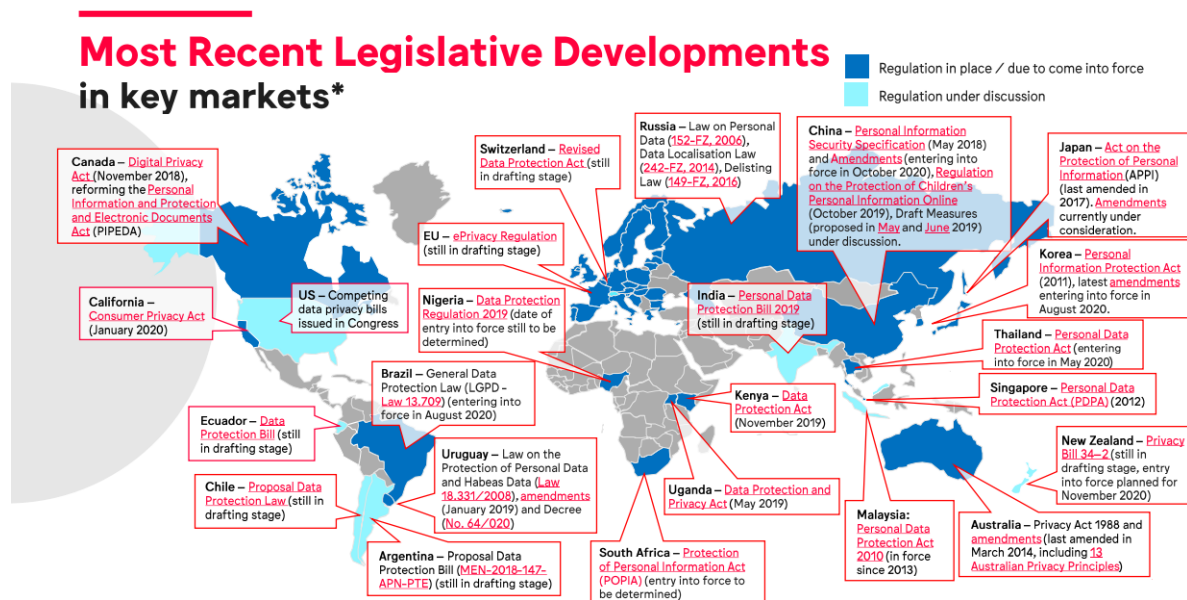 Most Recent Legislative Developments
in key markets*
Regulation in place / due to come into force
Regulation under discussion
Canada – Digital Privacy
Act (November 2018),
reforming the Personal
Information and Protection
and Electronic Documents
Act (PIPEDA)
Switzerland – Revised
Data Protection Act (still
in drafting stage)
Russia – Law on Personal
Data (152-FZ, 2006),
Data Localisation Law
(242-FZ, 2014), Delisting
Law (149-FZ, 2016)
China – Personal Information
Security Specification (May 2018)
and Amendments (entering into
force in October 2020), Regulation
on the Protection of Children's
Personal Information Online
(October 2019), Draft Measures
(proposed in May and June 2019)
under discussion.
Japan – Act on the
Protection of Personal
Information (APPI)
(last amended in
2017). Amendments
currently under
consideration.
EU – ePrivacy Regulation
(still in drafting stage)
Korea – Personal
Information Protection Act
(2011), latest amendments
entering into force in
August 2020.
California –
Consumer Privacy Act
(January 2020)
US – Competing
data privacy bills
issued in Congress
Nigeria – Data Protection
Regulation 2019 (date of
entry into force still to be
determined)
India – Personal Data
Protection Bill 2019
(still in drafting stage)
Thailand – Personal Data
Protection Act (entering
into force in May 2020)
Brazil – General Data
Protection Law (LGPD -
Law 13.709) (entering into
force in August 2020)
Kenya – Data
Protection Act
(November 2019)
Singapore – Personal Data
Protection Act (PDPA) (2012)
Ecuador – Data
Protection Bill (still
in drafting stage)
Uruguay – Law on the
Protection of Personal Data
and Habeas Data (Law
18.331/2008), amendments
(January 2019) and Decree
(No. 64/020)
New Zealand – Privacy
Bill 34–2 (still in
drafting stage, entry
into force planned for
November 2020)
Chile – Proposal Data
Protection Law (still in
drafting stage)
Uganda – Data Protection and
Privacy Act (May 2019)
Malaysia:
Personal Data
Protection Act
2010 (in force
since 2013)
Australia – Privacy Act 1988 and
amendments (last amended in
March 2014, including 13
Australian Privacy Principles)
Argentina – Proposal Data
Protection Bill (MEN-2018-147-
APN-PTE) (still in drafting stage)
South Africa – Protection
of Personal Information Act
(POPIA) (entry into force to
be determined)